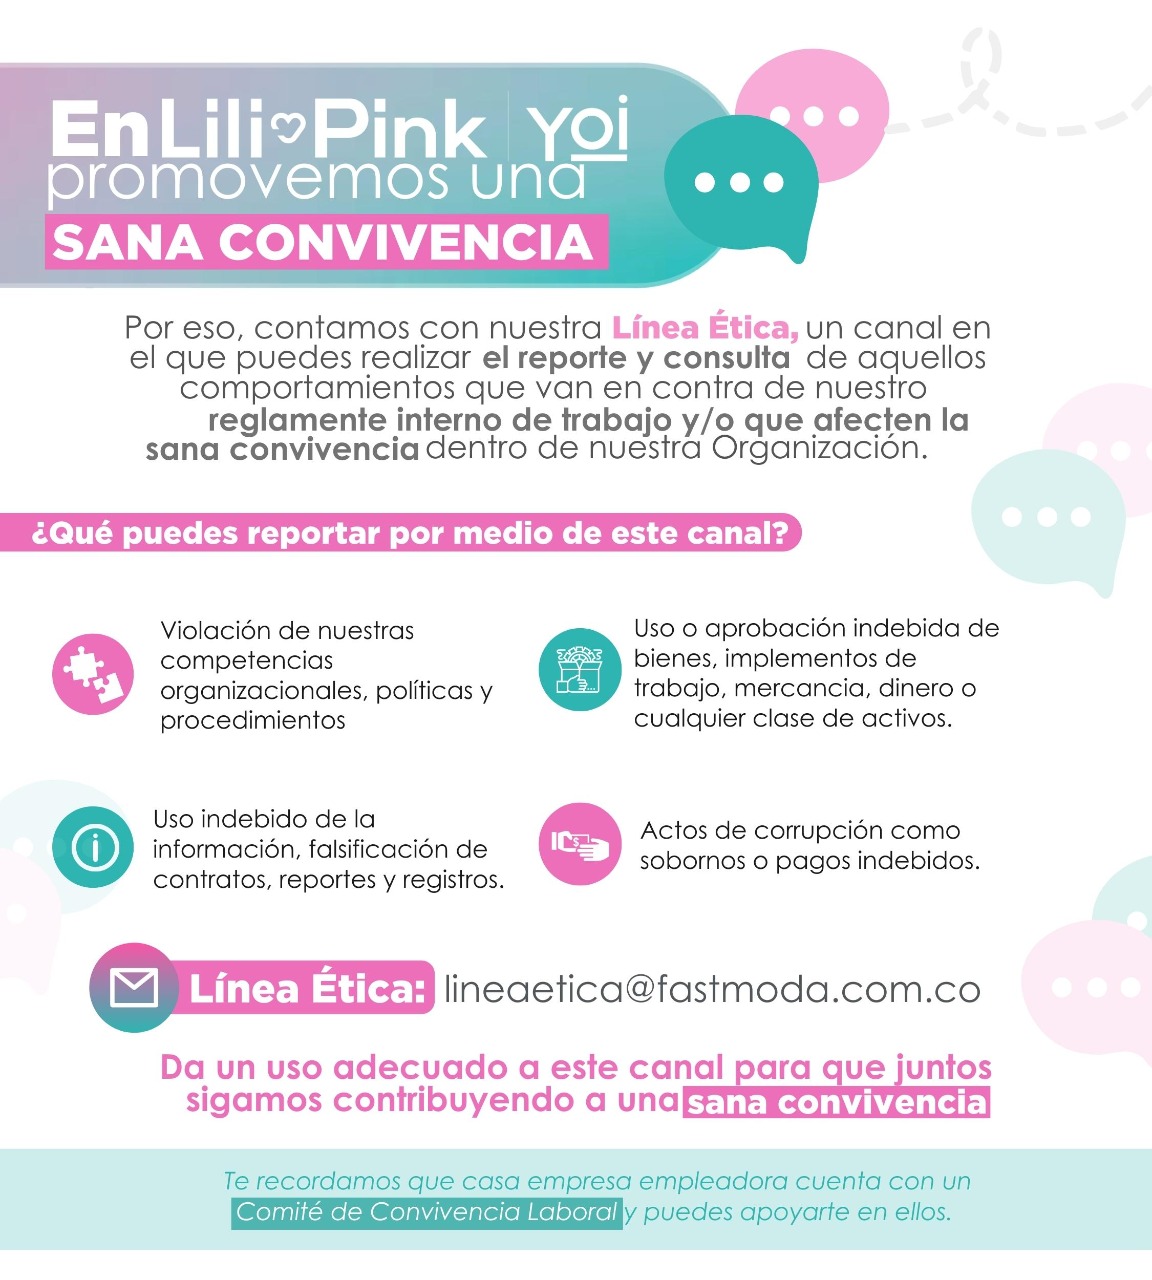 En Lili Pink Yoi
promovemos una
SANA CONVIVENCIA
Por eso, contamos con nuestra Línea Ética, un canal en
el que puedes realizar el reporte y consulta de aquellos
comportamientos que van en contra de nuestro
reglamente interno de trabajo y/o que afecten la
sana convivencia dentro de nuestra Organización.
¿Qué puedes reportar por medio de este canal?
Violación de nuestras
competencias
organizacionales, políticas y
procedimientos
Uso o aprobación indebida de
bienes, implementos de
trabajo, mercancia, dinero o
cualquier clase de activos.
Uso indebido de la
información, falsificación de
contratos, reportes y registros.
Actos de corrupción como
sobornos o pagos indebidos.
Línea Ética: lineaetica@fastmoda.com.co
Da un uso adecuado a este canal para que juntos
sigamos contribuyendo a una sana convivencia
Te recordamos que casa empresa empleadora cuenta con un
Comité de Convivencia Laboral y puedes apoyarte en ellos.